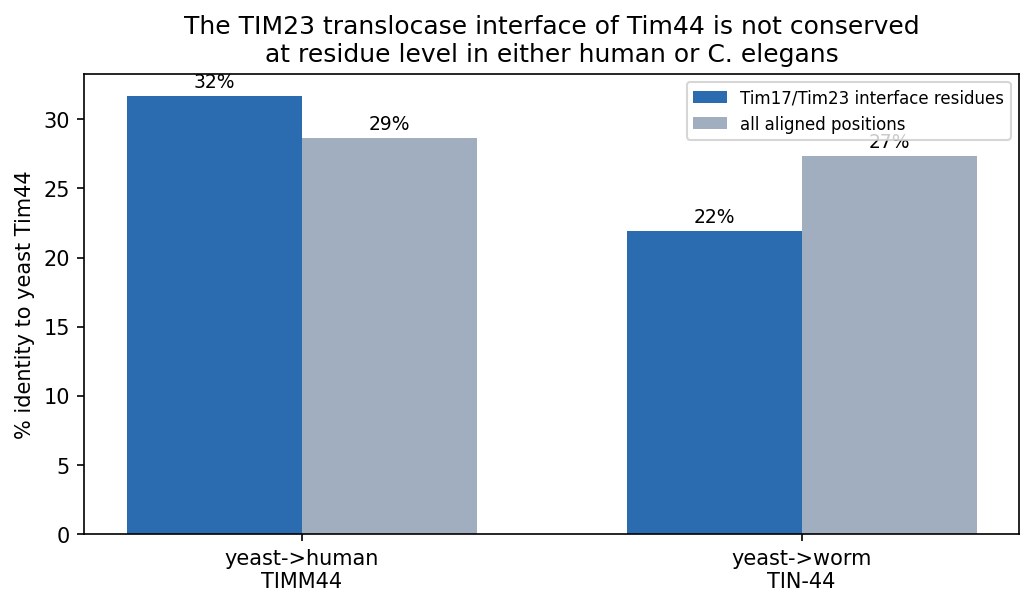 The TIM23 translocase interface of Tim44 is not conserved
at residue level in either human or C. elegans
% identity to yeast Tim44
30
25
20
15
10
5
0
32%
29%
22%
27%
Tim17/Tim23 interface residues
all aligned positions
yeast->human
TIMM44
yeast->worm
TIN-44